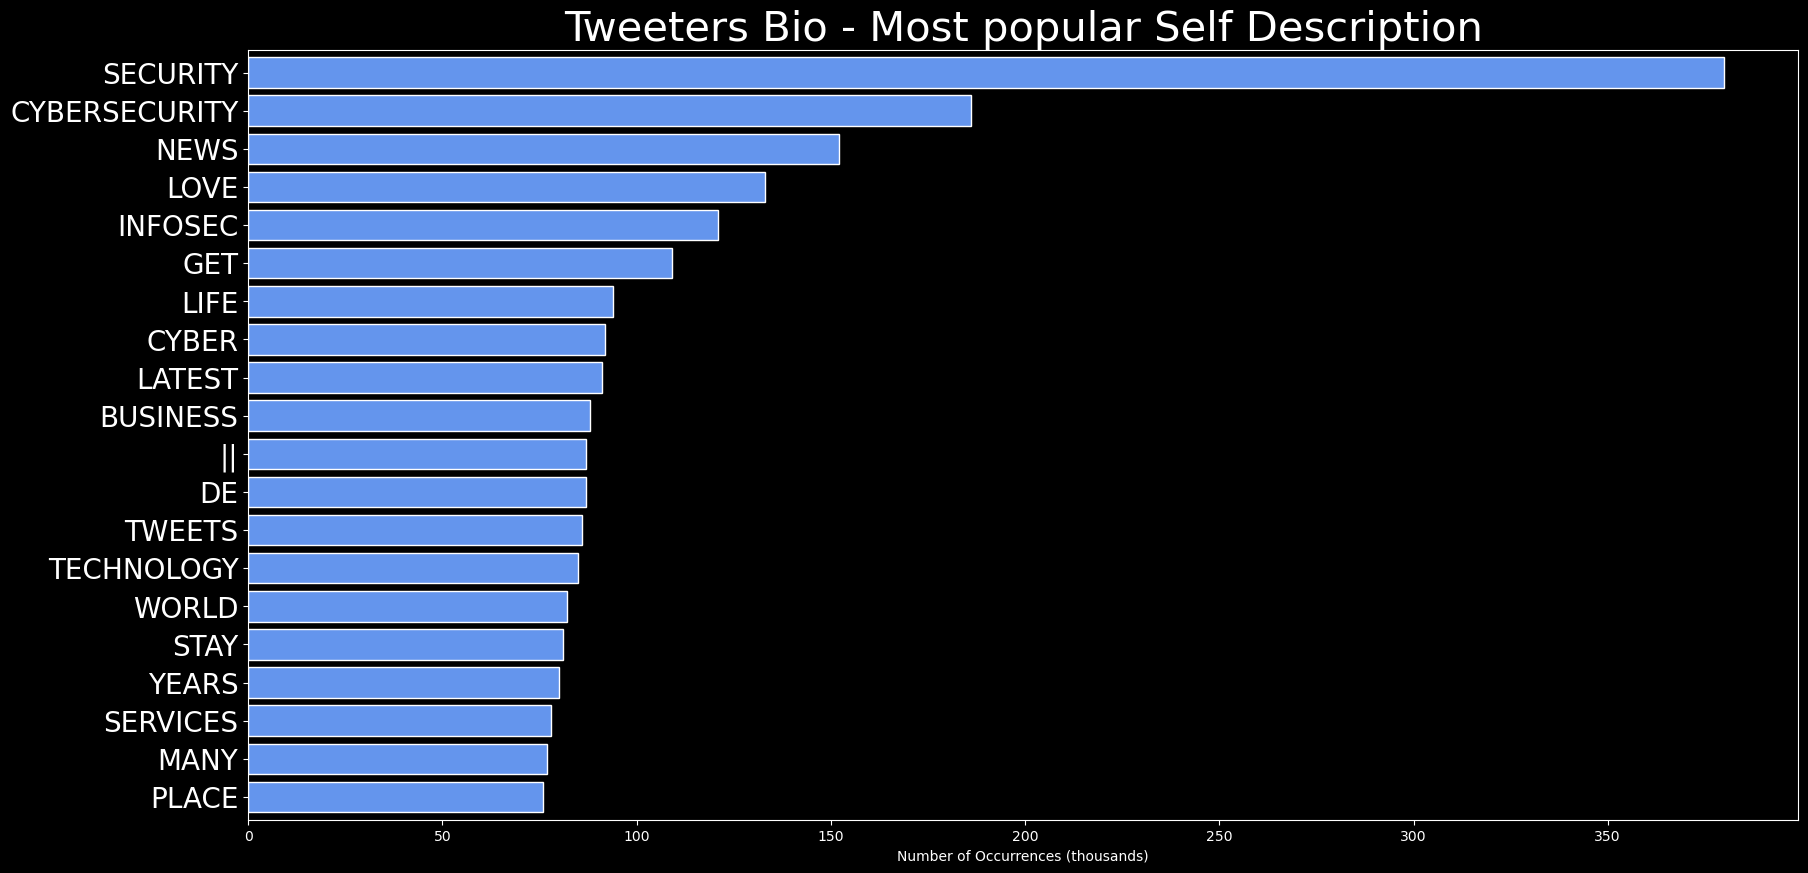 Tweeters Bio - Most popular Self Description
SECURITY
CYBERSECURITY
NEWS
LOVE
INFOSEC
GET
LIFE
CYBER
LATEST
BUSINESS
||
DE
TWEETS
TECHNOLOGY
WORLD
STAY
YEARS
SERVICES
MANY
PLACE
0 50 100 150 200 250 300 350
Number of Occurrences (thousands)